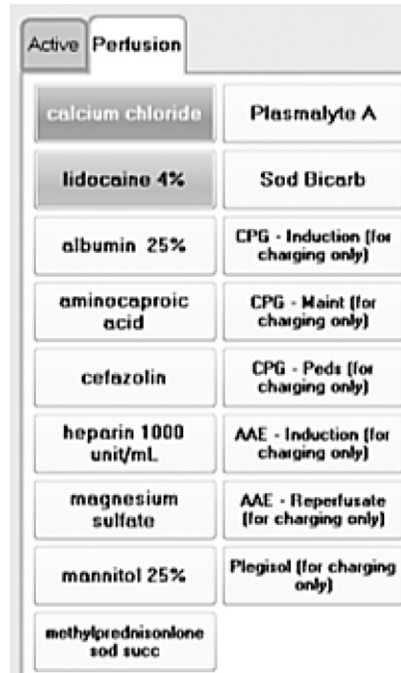 Active
Perfusion
calcium chloride
Plasmalyte A
lidocaine 4%
Sod Bicarb
albumin 25%
CPG - Induction (for
charging only)
aminocaproic
acid
CPG - Maint (for
charging only)
cefazolin
CPG - Peds (for
charging only)
heparin 1000
unit/mL
AAE - Induction (for
charging only)
magnesium
sulfate
AAE - Reperfusate
(for charging only)
mannitol 25%
Plegisol (for charging
only)
methylprednisonlone
sod succ